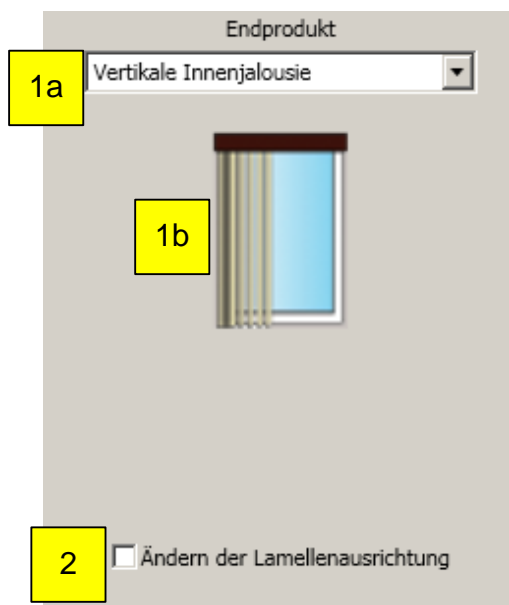 Endprodukt
1a
Vertikale Innenjalousie
1b
2
Ändern der Lamellenausrichtung